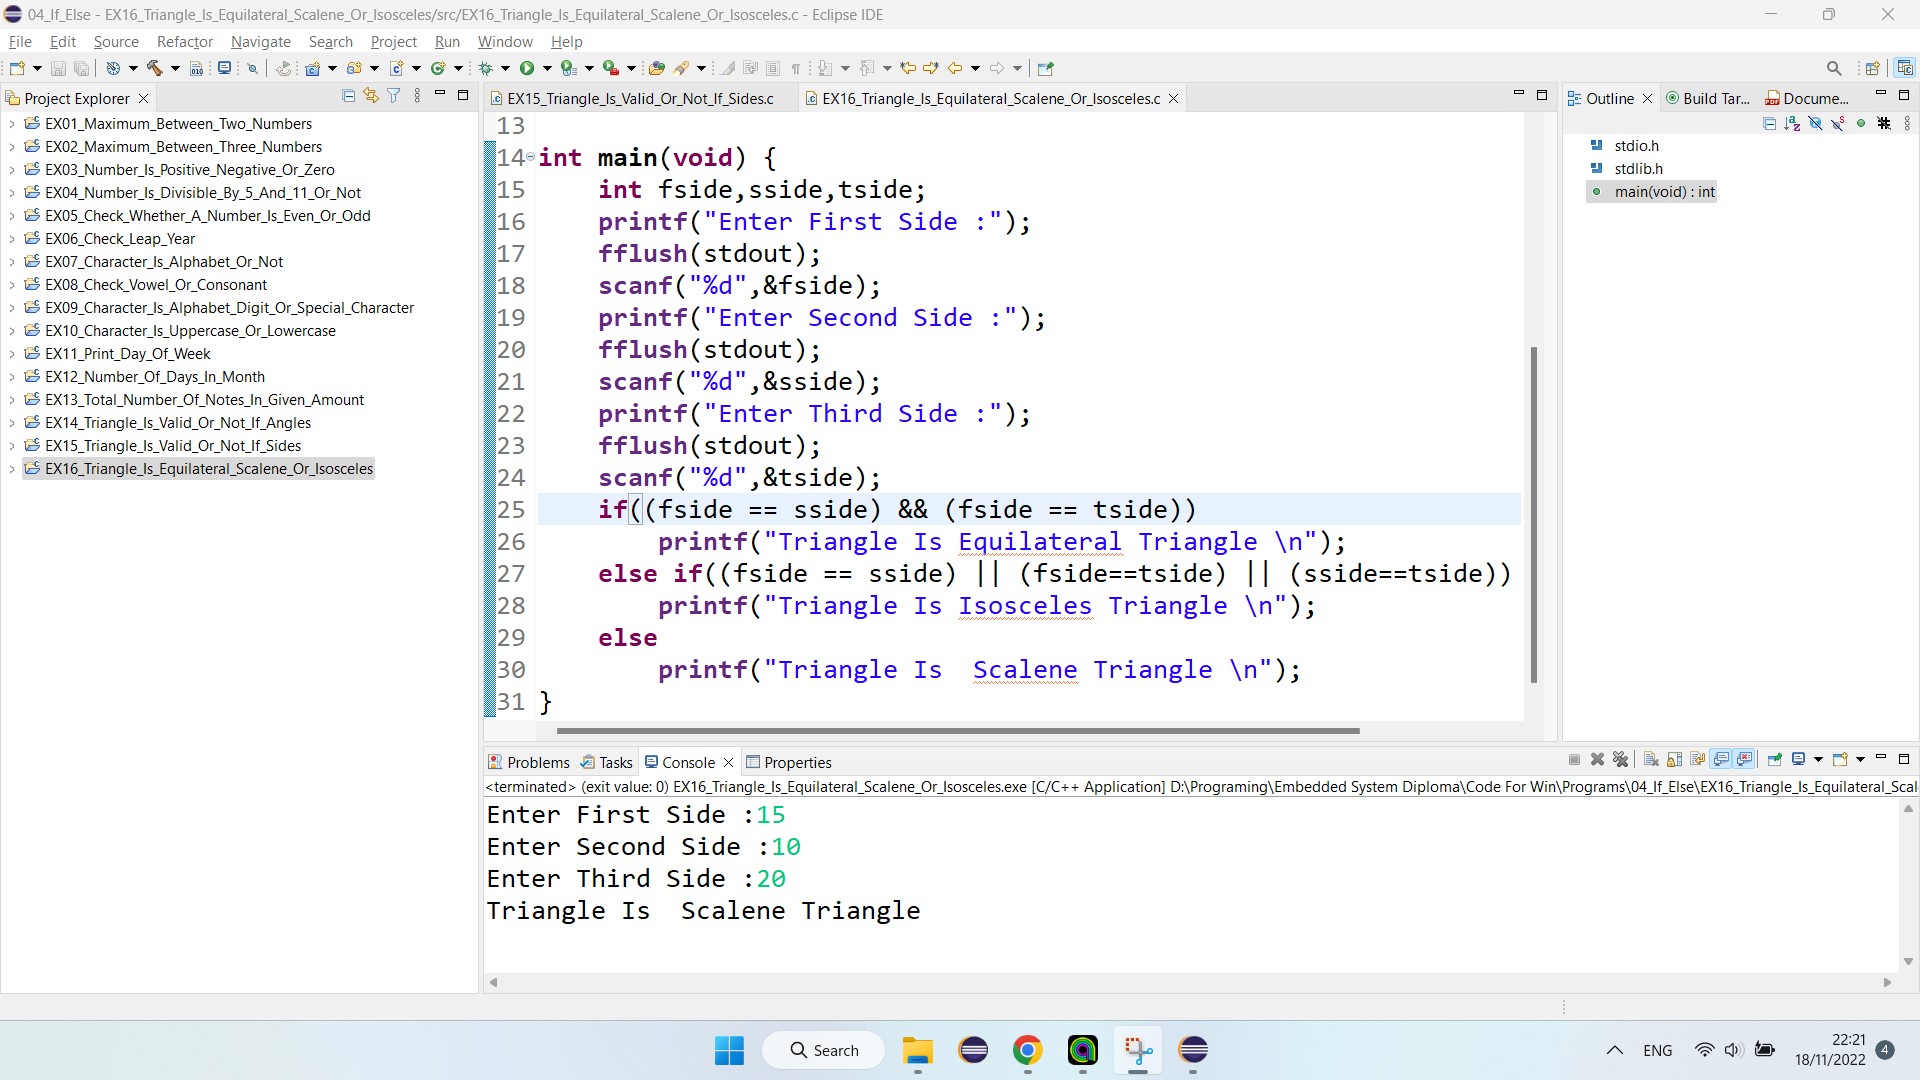 04_If_Else - EX16_Triangle_Is_Equilateral_Scalene_Or_Isosceles/src/EX16_Triangle_Is_Equilateral_Scalene_Or_Isosceles.c - Eclipse IDE
File Edit Source Refactor Navigate Search Project Run Window Help
Project Explorer
EX01_Maximum_Between_Two_Numbers
EX02_Maximum_Between_Three_Numbers
EX03_Number_Is_Positive_Negative_Or_Zero
EX04_Number_Is_Divisible_By_5_And_11_Or_Not
EX05_Check_Whether_A_Number_Is_Even_Or_Odd
EX06_Check_Leap_Year
EX07_Character_Is_Alphabet_Or_Not
EX08_Check_Vowel_Or_Consonant
EX09_Character_Is_Alphabet_Digit_Or_Special_Character
EX10_Character_Is_Uppercase_Or_Lowercase
EX11_Print_Day_Of_Week
EX12_Number_Of_Days_In_Month
EX13_Total_Number_Of_Notes_In_Given_Amount
EX14_Triangle_Is_Valid_Or_Not_If_Angles
EX15_Triangle_Is_Valid_Or_Not_If_Sides
EX16_Triangle_Is_Equilateral_Scalene_Or_Isosceles
EX15_Triangle_Is_Valid_Or_Not_If_Sides.c EX16_Triangle_Is_Equilateral_Scalene_Or_Isosceles.c
13
14 int main(void) {
15 int fside,sside,tside;
16 printf("Enter First Side :");
17 fflush(stdout);
18 scanf("%d",&fside);
19 printf("Enter Second Side :");
20 fflush(stdout);
21 scanf("%d",&sside);
22 printf("Enter Third Side :");
23 fflush(stdout);
24 scanf("%d",&tside);
25 if((fside == sside) && (fside == tside))
26 printf("Triangle Is Equilateral Triangle \n");
27 else if((fside == sside) || (fside==tside) || (sside==tside))
28 printf("Triangle Is Isosceles Triangle \n");
29 else
30 printf("Triangle Is  Scalene Triangle \n");
31 }
Outline Build Tar... Docume...
stdio.h
stdlib.h
main(void) : int
Problems Tasks Console Properties
<terminated> (exit value: 0) EX16_Triangle_Is_Equilateral_Scalene_Or_Isosceles.exe [C/C++ Application] D:\Programing\Embedded System Diploma\Code For Win\Programs\04_If_Else\EX16_Triangle_Is_Equilateral_Scal
Enter First Side :15
Enter Second Side :10
Enter Third Side :20
Triangle Is  Scalene Triangle
Search
ENG
22:21
18/11/2022
4